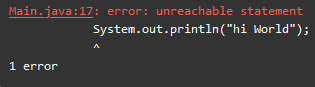 Main.java:17: error: unreachable statement
System.out.println("hi World");
^
1 error